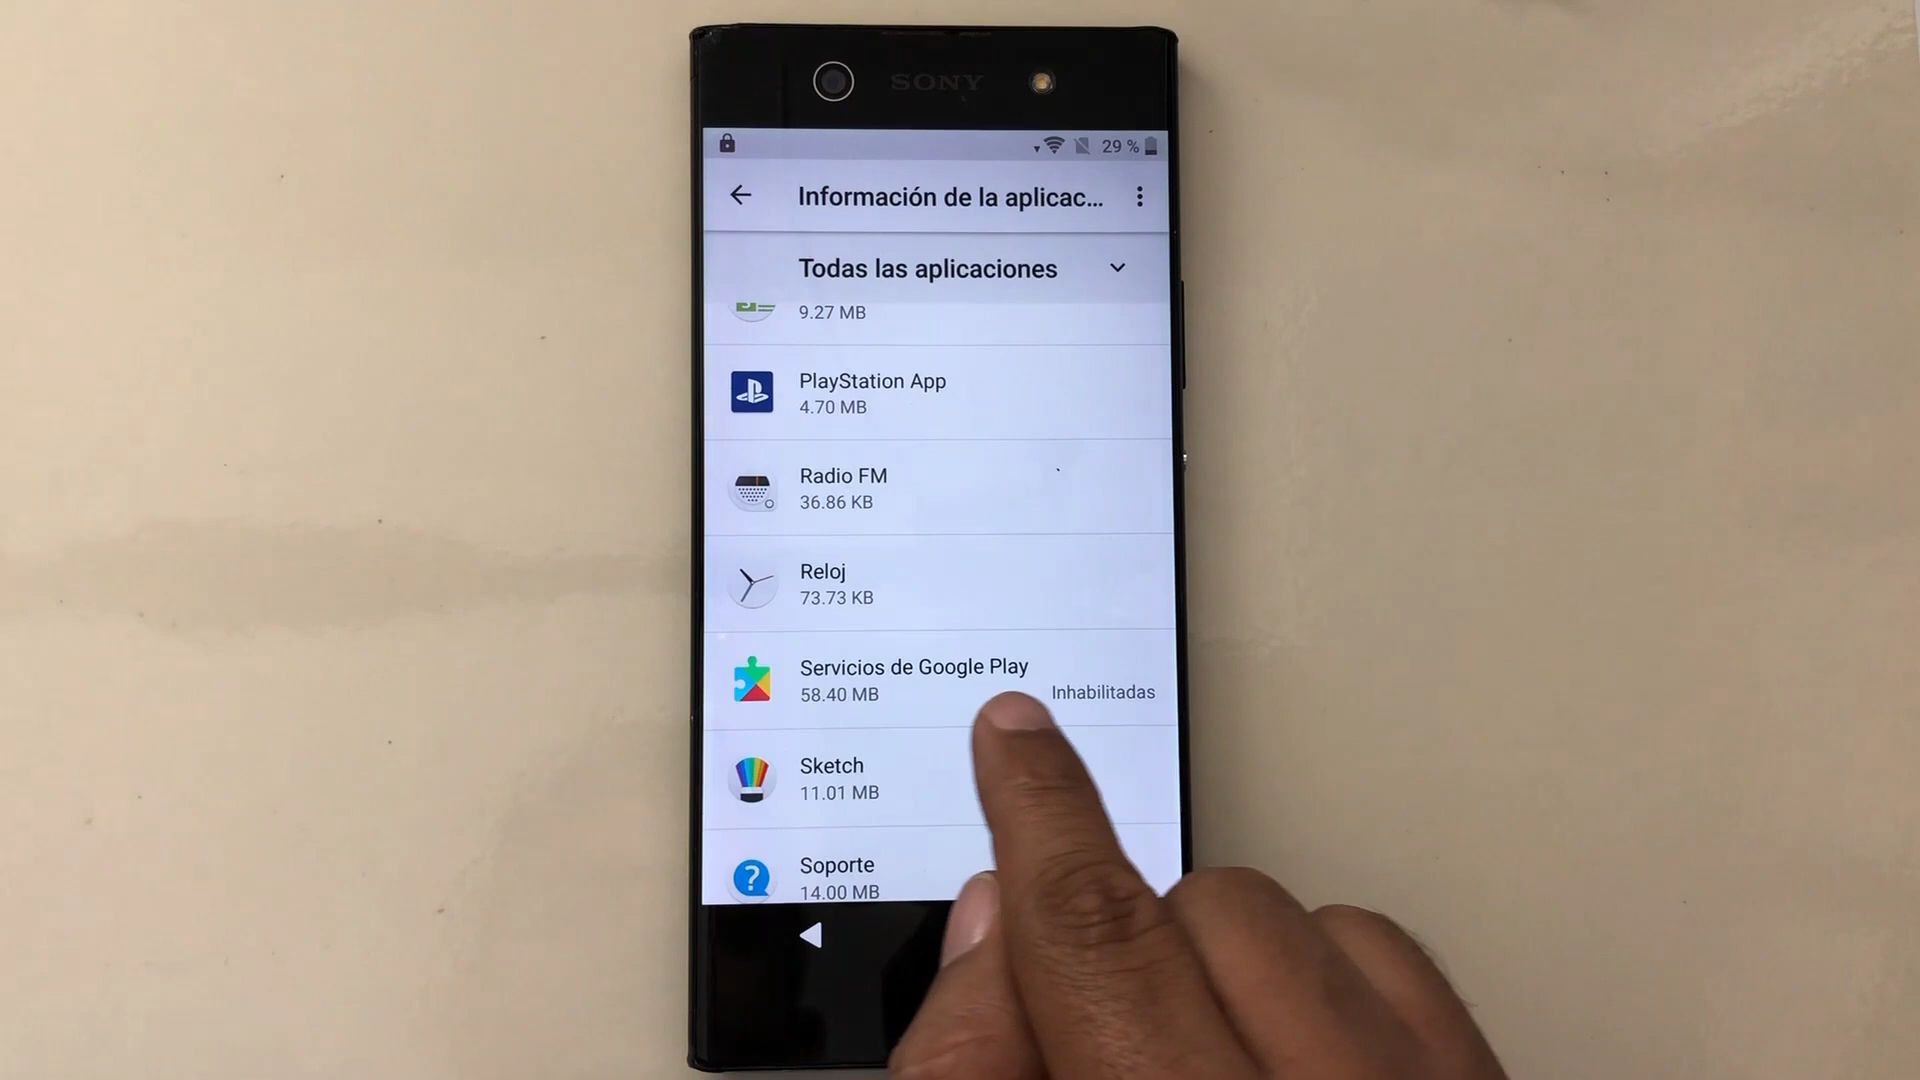 SONY
29 %
Información de la aplicac...
Todas las aplicaciones
9.27 MB
PlayStation App
4.70 MB
Radio FM
36.86 KB
Reloj
73.73 KB
Servicios de Google Play
58.40 MB
Inhabilitadas
Sketch
11.01 MB
Soporte
14.00 MB